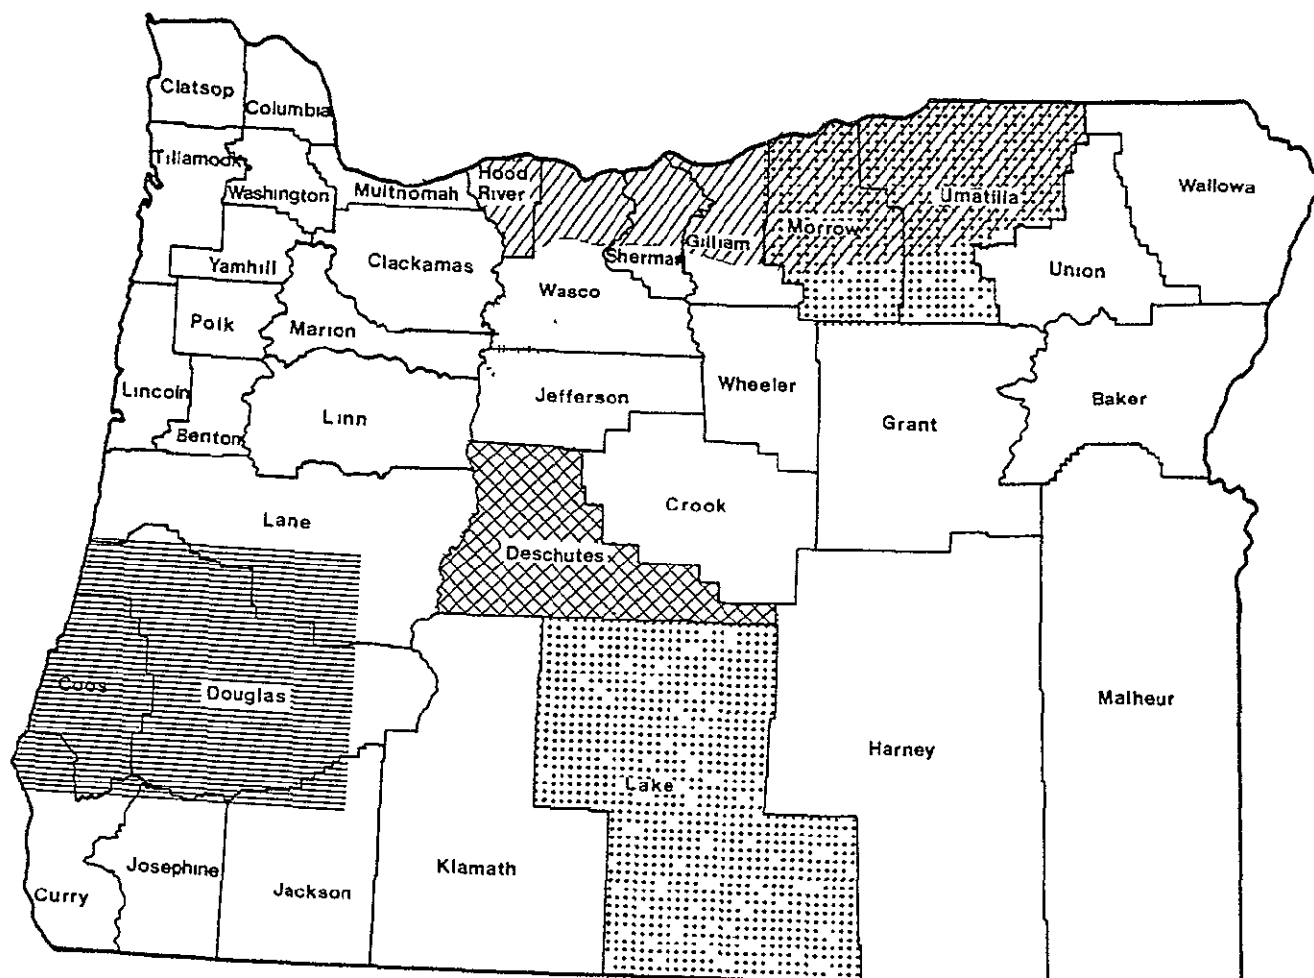 Clatsop
Columbia
Tillamook
Washington
Multnomah
Hood
River
Umatilla
Wallowa
Yamhill
Clackamas
Sherman
Gilliam
Morrow
Union
Wasco
Polk
Marion
Lincoln
Benton
Linn
Jefferson
Wheeler
Grant
Baker
Lane
Crook
Deschutes
Coos
Douglas
Malheur
Harney
Lake
Curry
Josephine
Jackson
Klamath